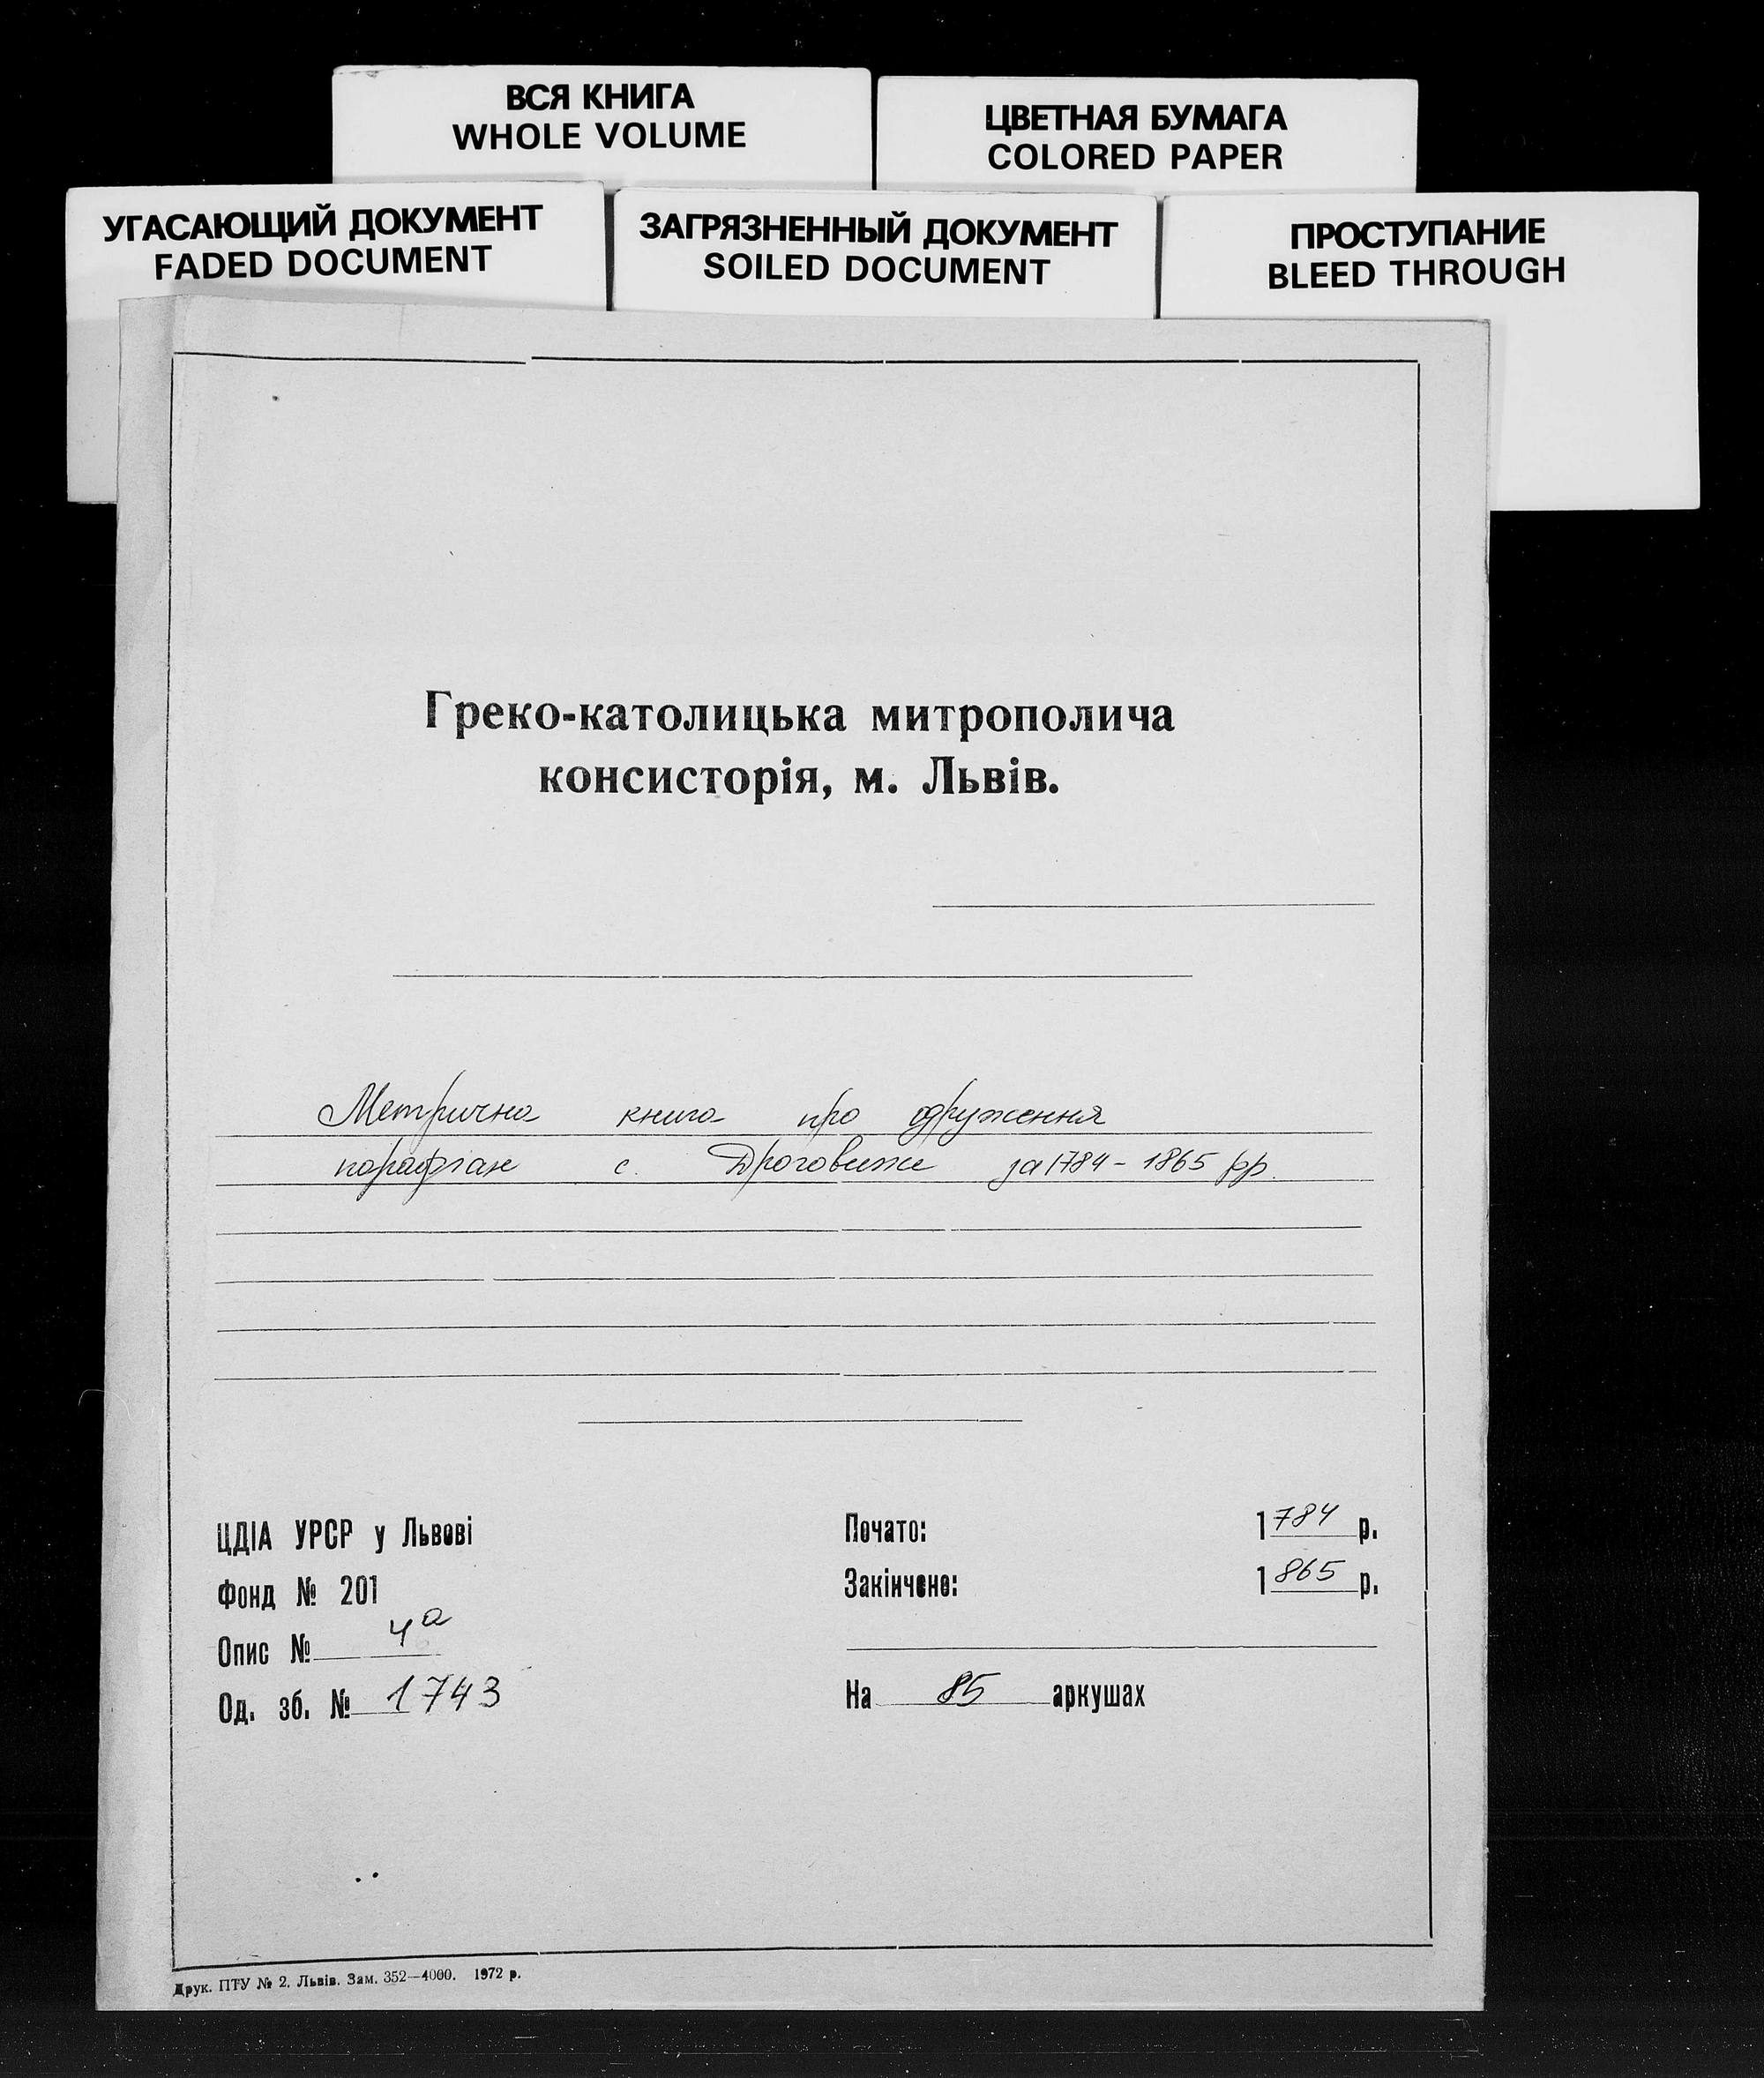 ВСЯ КНИГА
WHOLE VOLUME
ЦВЕТНАЯ БУМАГА
COLORED PAPER
УГАСАЮЩИЙ ДОКУМЕНТ
FADED DOCUMENT
ЗАГРЯЗНЕННЫЙ ДОКУМЕНТ
SOILED DOCUMENT
ПРОСТУПАНИЕ
BLEED THROUGH
Греко-католицька митрополича
консисторія, м. Львів.
Метрична книга про одруження
парафіан с. Дроговиже за 1784 - 1865 рр.
ЦДІА УРСР у Львові
Фонд № 201
Опис № 4а
Од. зб. № 1743
Почато: 1784 р.
Закінчено: 1865 р.
На 85 аркушах
Друк. ПТУ № 2. Львів. Зам. 352—4000. 1972 р.